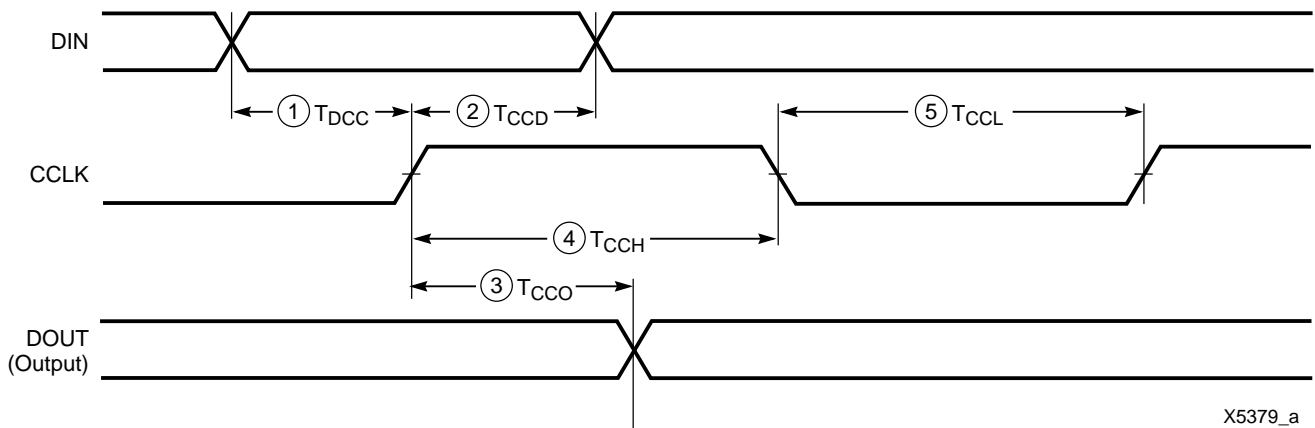 DIN
① TDCC
② TCCD
⑤ TCCL
CCLK
④ TCCH
③ TCCO
DOUT
(Output)
X5379_a